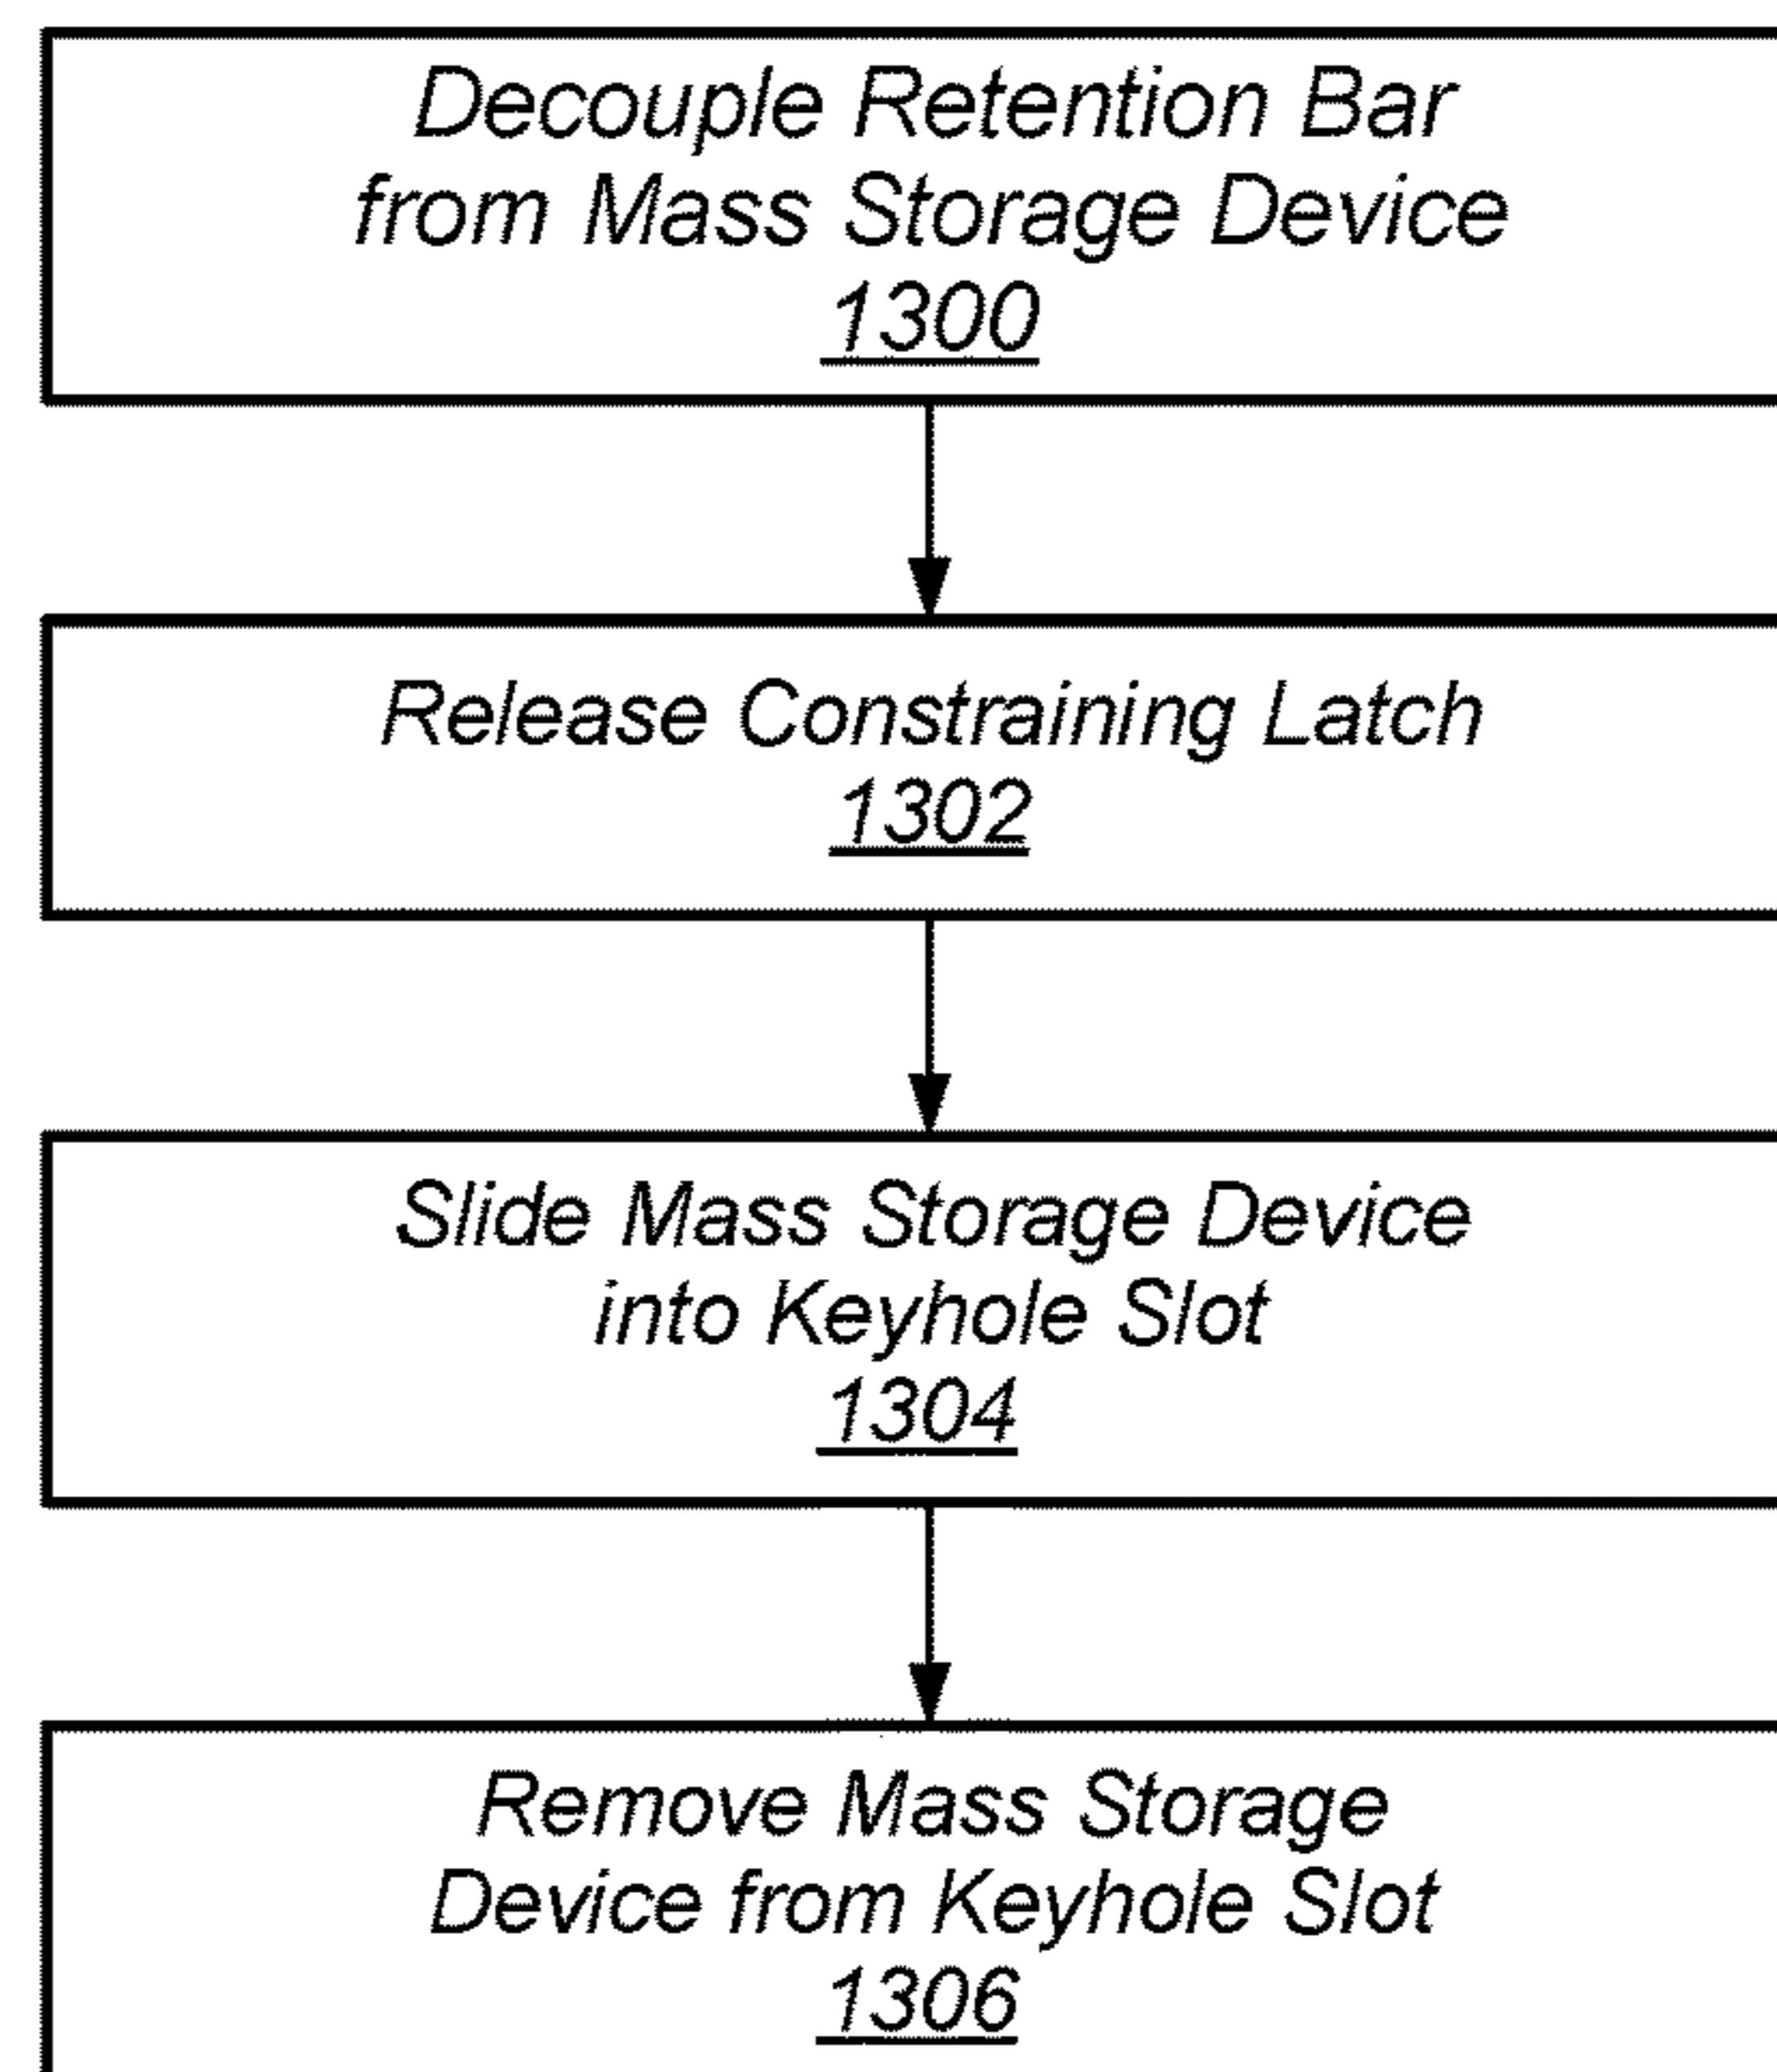 Decouple Retention Bar
from Mass Storage Device
1300
Release Constraining Latch
1302
Slide Mass Storage Device
into Keyhole Slot
1304
Remove Mass Storage
Device from Keyhole Slot
1306